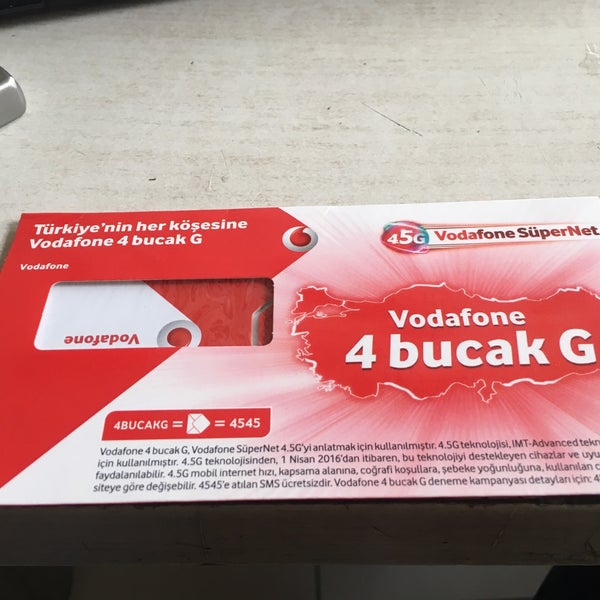 Türkiye'nin her köşesine
Vodafone 4 bucak G
Vodafone
4.5G Vodafone SüperNet
Vodafone
Vodafone
4 bucak G
4BUCAKG = = 4545
Vodafone 4 bucak G, Vodafone SüperNet 4.5G'yi anlatmak için kullanılmıştır. 4.5G teknolojisi, IMT-Advanced
için kullanılmıştır. 4.5G teknolojisinden, 1 Nisan 2016'dan itibaren, bu teknolojiyi destekleyen cihazlar ve
faydalanılabilir. 4.5G mobil internet hızı, kapsama alanına, coğrafi koşullara, şebeke yoğunluğuna, kullanılan
siteye göre değişebilir. 4545'e atılan SMS ücretsizdir. Vodafone 4 bucak G deneme kampanyası detayları için: